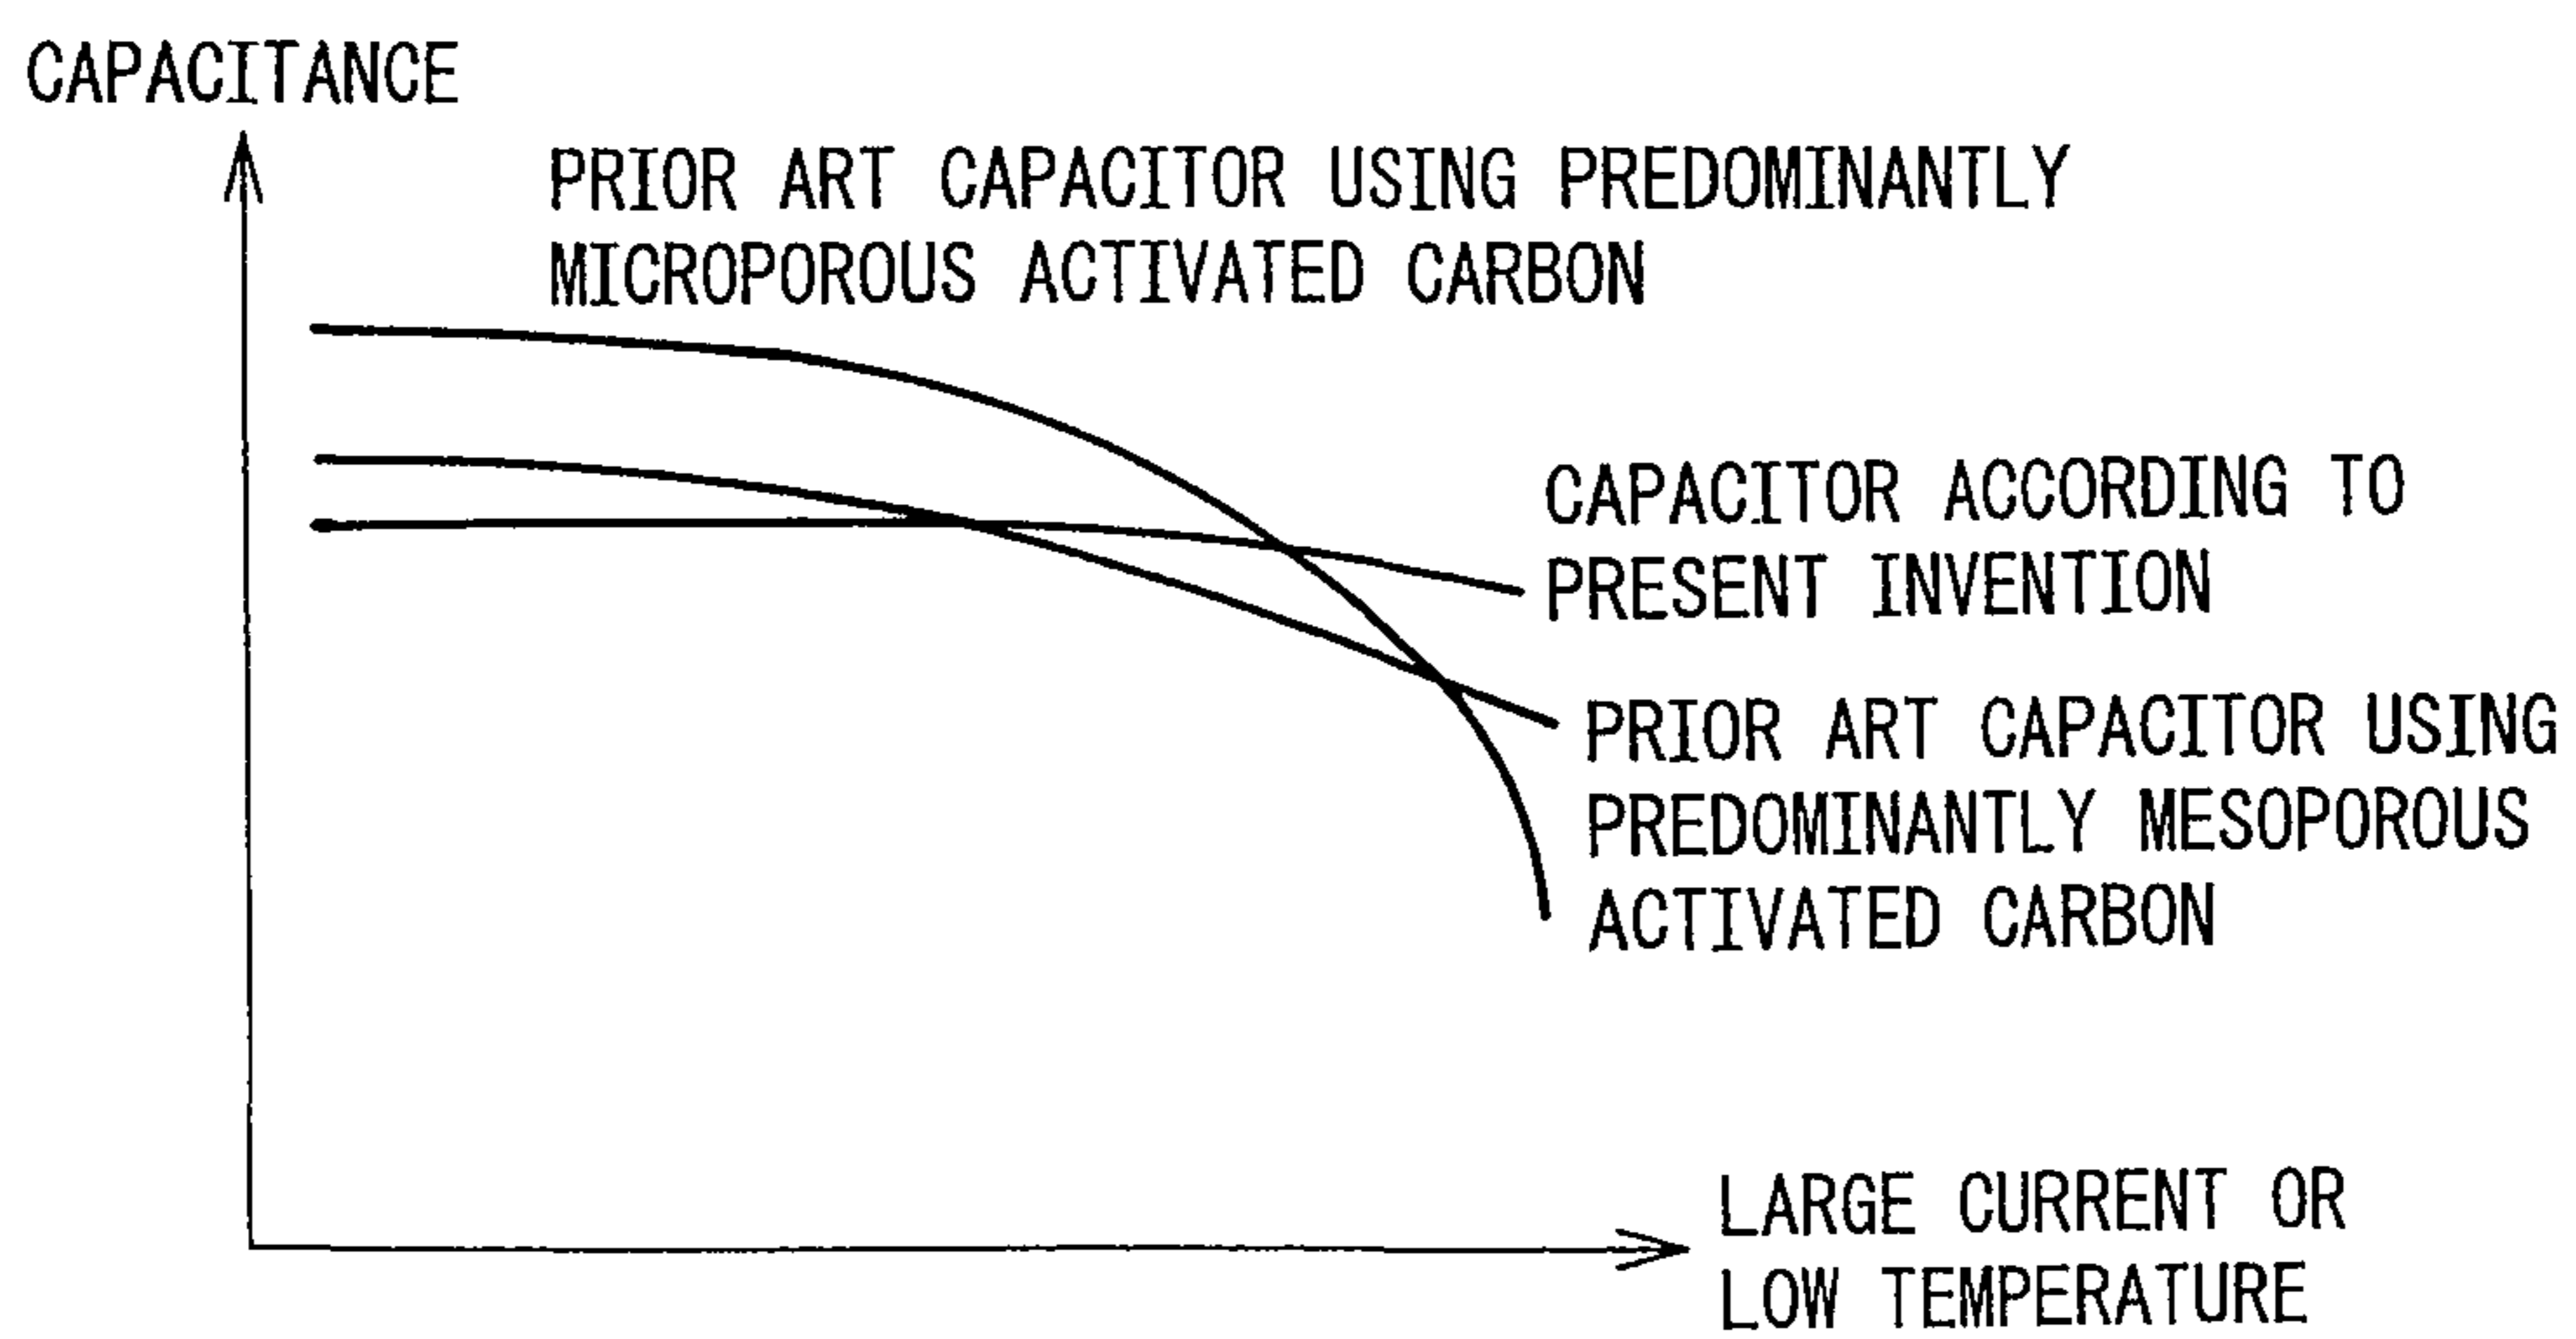 CAPACITANCE
PRIOR ART CAPACITOR USING PREDOMINANTLY
MICROPOROUS ACTIVATED CARBON
CAPACITOR ACCORDING TO
PRESENT INVENTION
PRIOR ART CAPACITOR USING
PREDOMINANTLY MESOPOROUS
ACTIVATED CARBON
LARGE CURRENT OR
LOW TEMPERATURE